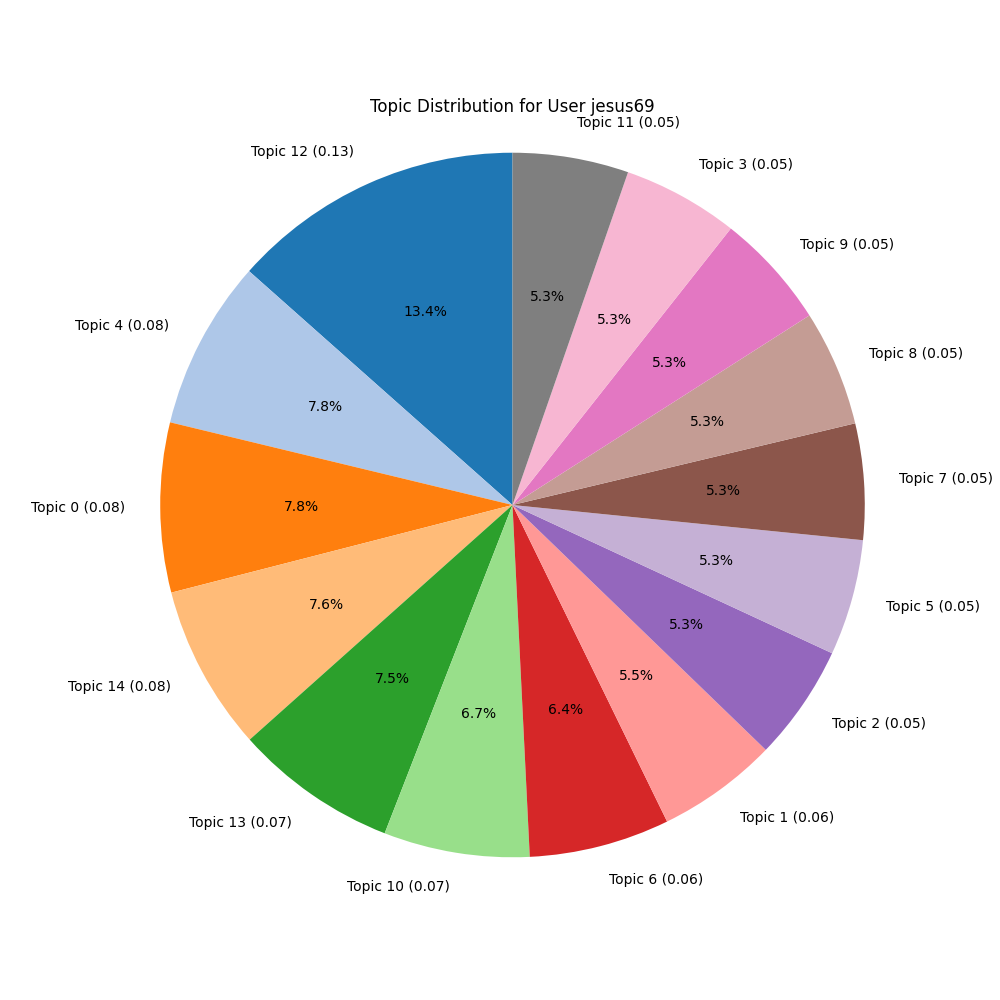 Topic Distribution for User jesus69
Topic 11 (0.05)
Topic 12 (0.13)
Topic 3 (0.05)
Topic 9 (0.05)
5.3%
13.4%
5.3%
Topic 4 (0.08)
Topic 8 (0.05)
5.3%
7.8%
5.3%
Topic 7 (0.05)
5.3%
Topic 0 (0.08)
7.8%
5.3%
Topic 5 (0.05)
7.6%
5.3%
5.5%
7.5%
Topic 14 (0.08)
6.4%
6.7%
Topic 2 (0.05)
Topic 1 (0.06)
Topic 13 (0.07)
Topic 6 (0.06)
Topic 10 (0.07)